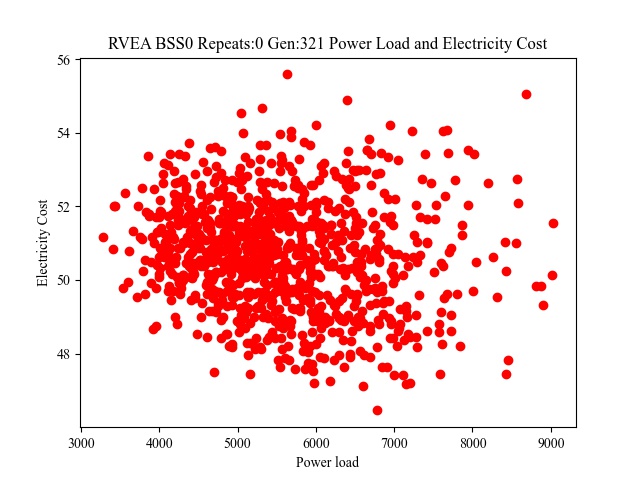 RVEA BSS0 Repeats:0 Gen:321 Power Load and Electricity Cost
56
54
52
50
48
Electricity Cost
3000 4000 5000 6000 7000 8000 9000
Power load